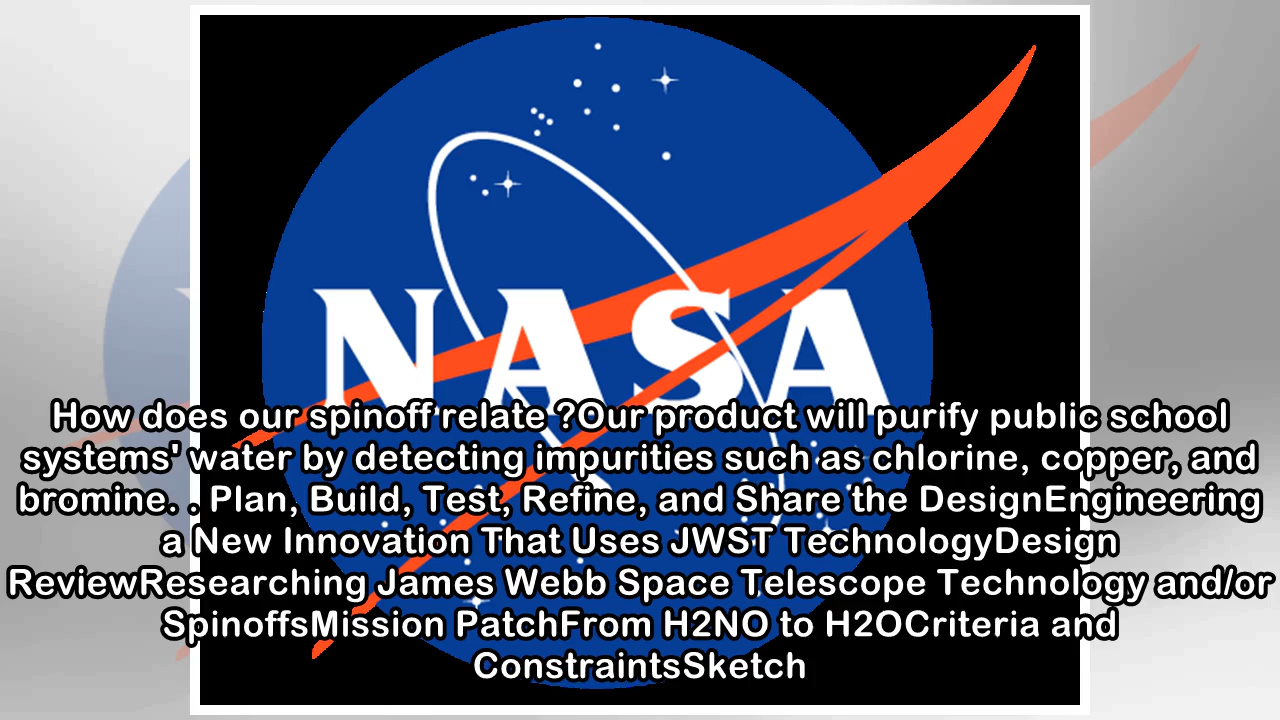 NASA
How does our spinoff relate ?Our product will purify public school
systems' water by detecting impurities such as chlorine, copper, and
bromine. . Plan, Build, Test, Refine, and Share the DesignEngineering
a New Innovation That Uses JWST TechnologyDesign
ReviewResearching James Webb Space Telescope Technology and/or
SpinoffsMission PatchFrom H2NO to H2OCriteria and
ConstraintsSketch